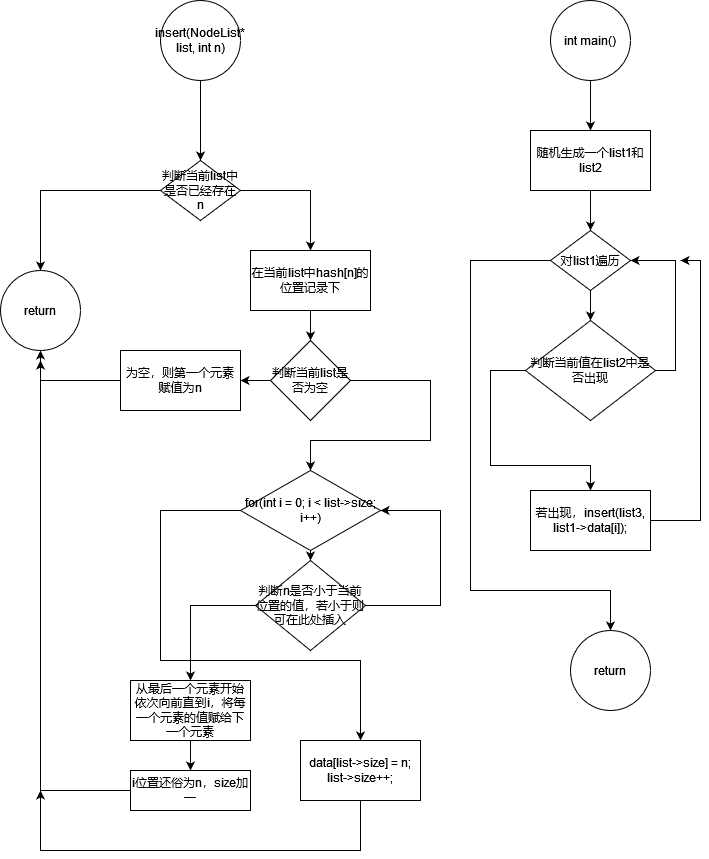 insert(NodeList*
list, int n)
判断当前list中
是否已经存在
n
return
在当前list中hash[n]的
位置记录下
为空，则第一个元素
赋值为n
判断当前list是
否为空
for(int i = 0; i < list->size;
i++)
判断n是否小于当前
位置的值，若小于则
可在此处插入
从最后一个元素开始
依次向前直到i，将每
一个元素的值赋给下
一个元素
i位置还俗为n，size加
一
data[list->size] = n;
list->size++;
int main()
随机生成一个list1和
list2
对list1遍历
判断当前值在list2中是
否出现
若出现，insert(list3,
list1->data[i]);
return